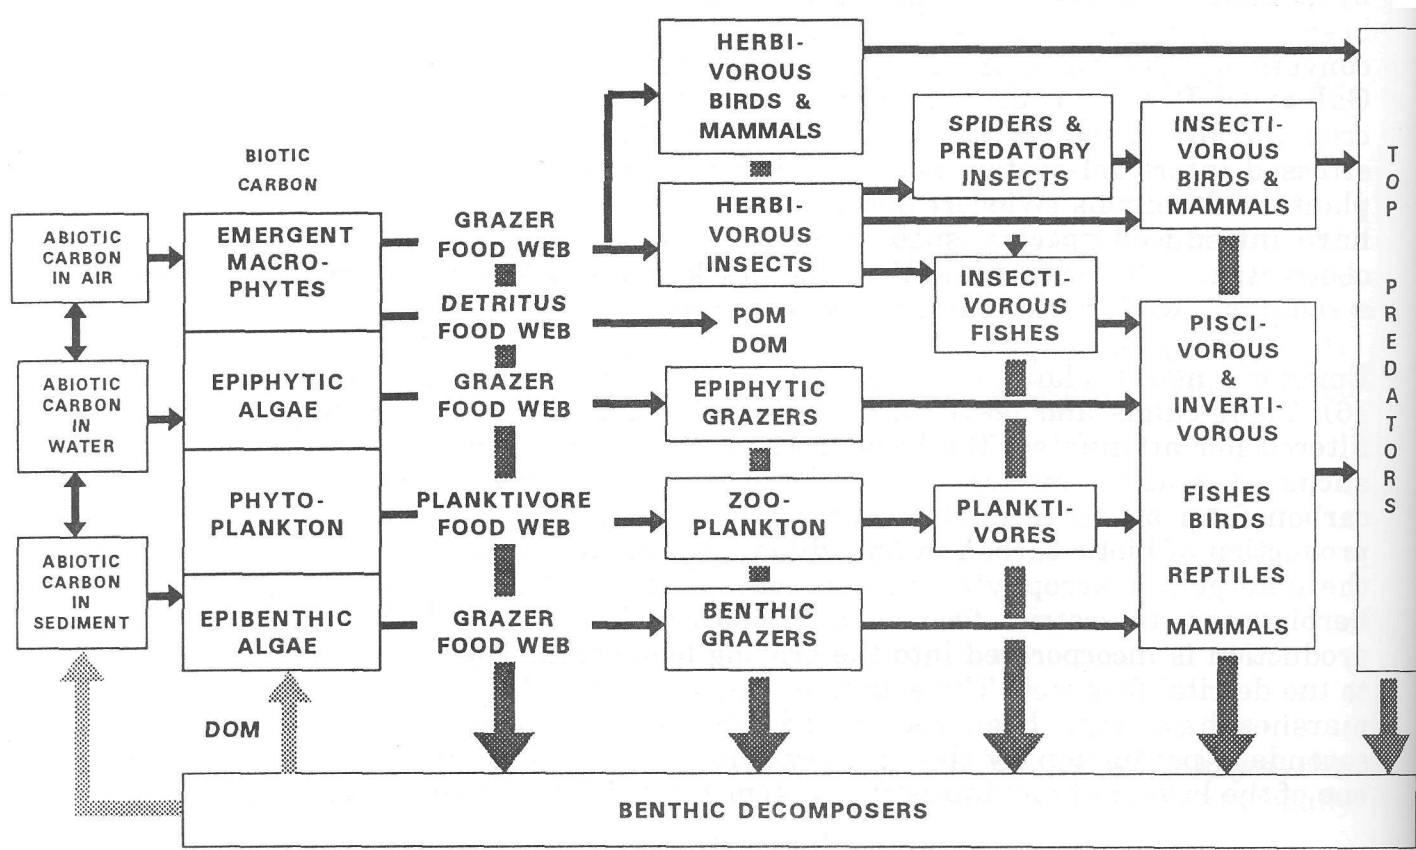 BIOTIC
CARBON
ABIOTIC
CARBON
IN AIR
ABIOTIC
CARBON
IN
WATER
ABIOTIC
CARBON
IN
SEDIMENT
EMERGENT
MACRO-
PHYTES
EPIPHYTIC
ALGAE
PHYTO-
PLANKTON
EPIBENTHIC
ALGAE
DOM
GRAZER
FOOD WEB
DETRITUS
FOOD WEB
GRAZER
FOOD WEB
PLANKTIVORE
FOOD WEB
GRAZER
FOOD WEB
HERBI-
VOROUS
BIRDS &
MAMMALS
HERBI-
VOROUS
INSECTS
POM
DOM
EPIPHYTIC
GRAZERS
ZOO-
PLANKTON
BENTHIC
GRAZERS
SPIDERS &
PREDATORY
INSECTS
INSECTI-
VOROUS
FISHES
PLANKTI-
VORES
INSECTI-
VOROUS
BIRDS &
MAMMALS
PISCI-
VOROUS
&
INVERTI-
VOROUS
FISHES
BIRDS
REPTILES
MAMMALS
TOP PREDATORS
BENTHIC DECOMPOSERS